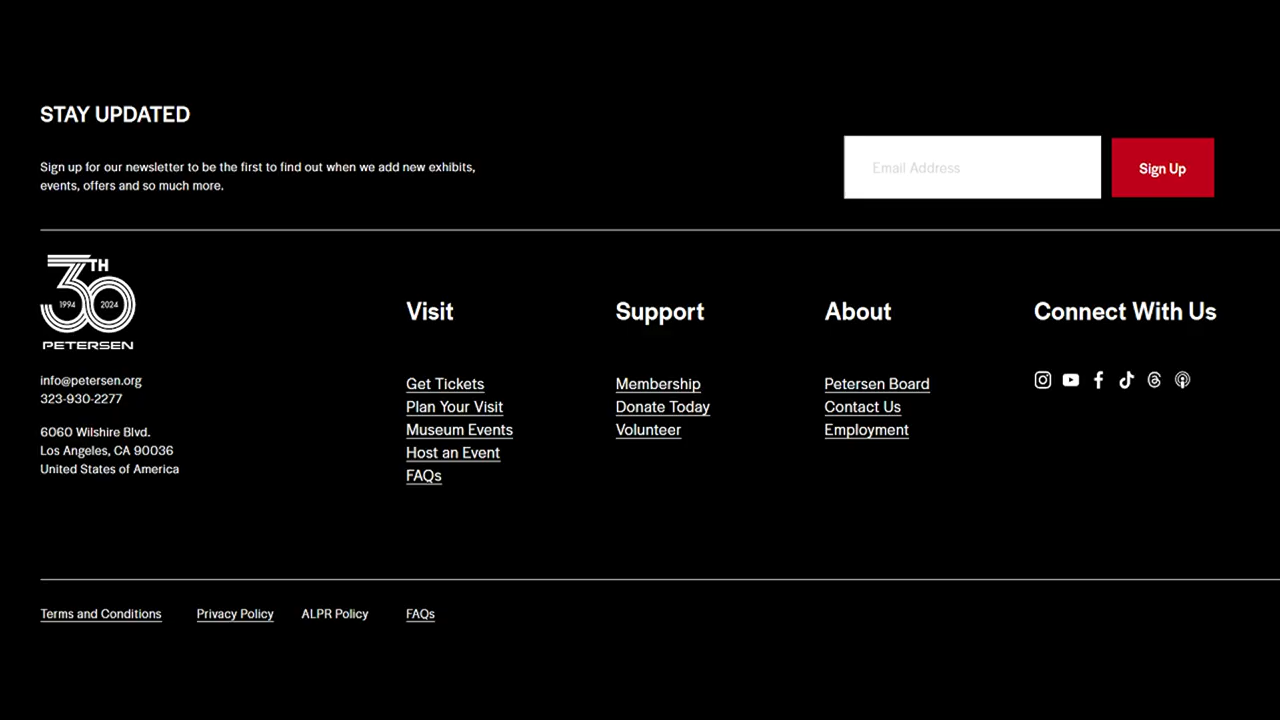 STAY UPDATED
Sign up for our newsletter to be the first to find out when we add new exhibits,
events, offers and so much more.
Email Address
Sign Up
30TH
1994 2024
PETERSEN
info@petersen.org
323-930-2277
6060 Wilshire Blvd.
Los Angeles, CA 90036
United States of America
Visit
Get Tickets
Plan Your Visit
Museum Events
Host an Event
FAQs
Support
Membership
Donate Today
Volunteer
About
Petersen Board
Contact Us
Employment
Connect With Us
Terms and Conditions
Privacy Policy
ALPR Policy
FAQs